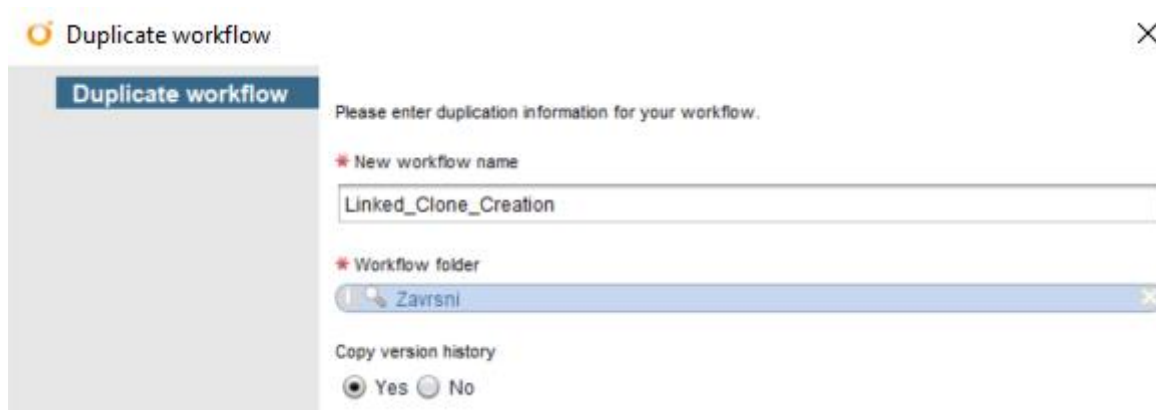 Duplicate workflow
Duplicate workflow
Please enter duplication information for your workflow.
* New workflow name
Linked_Clone_Creation
* Workflow folder
Zavrsni
Copy version history
Yes No